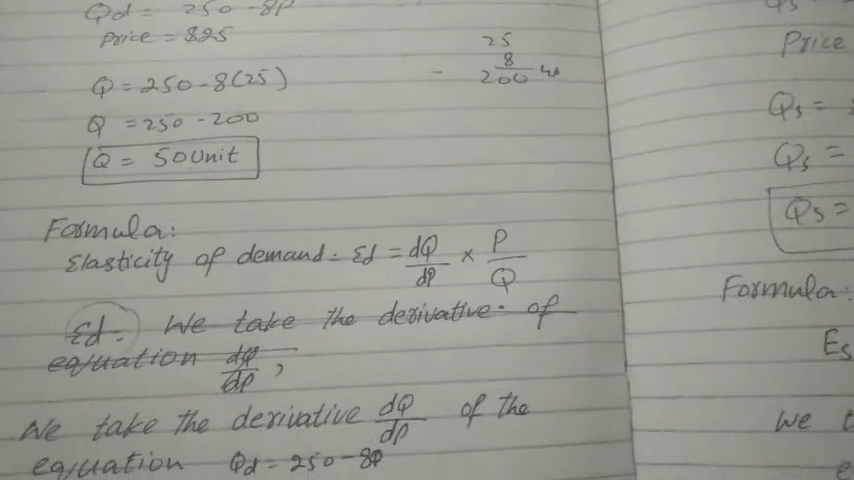 Qd = 250 - 8P
Price = 825
Q = 250 - 8(25)
Q = 250 - 200
Q = 50 Unit
25
8
200
Formula:
Elasticity of demand = Ed = dQ/dP × P/Q
Ed = We take the derivative of
equation dQ/dP,
We take the derivative dQ/dP of the
equation Qd = 250 - 8P
Price
Qs =
Qs =
Qs =
Formula:
Es
We t
e